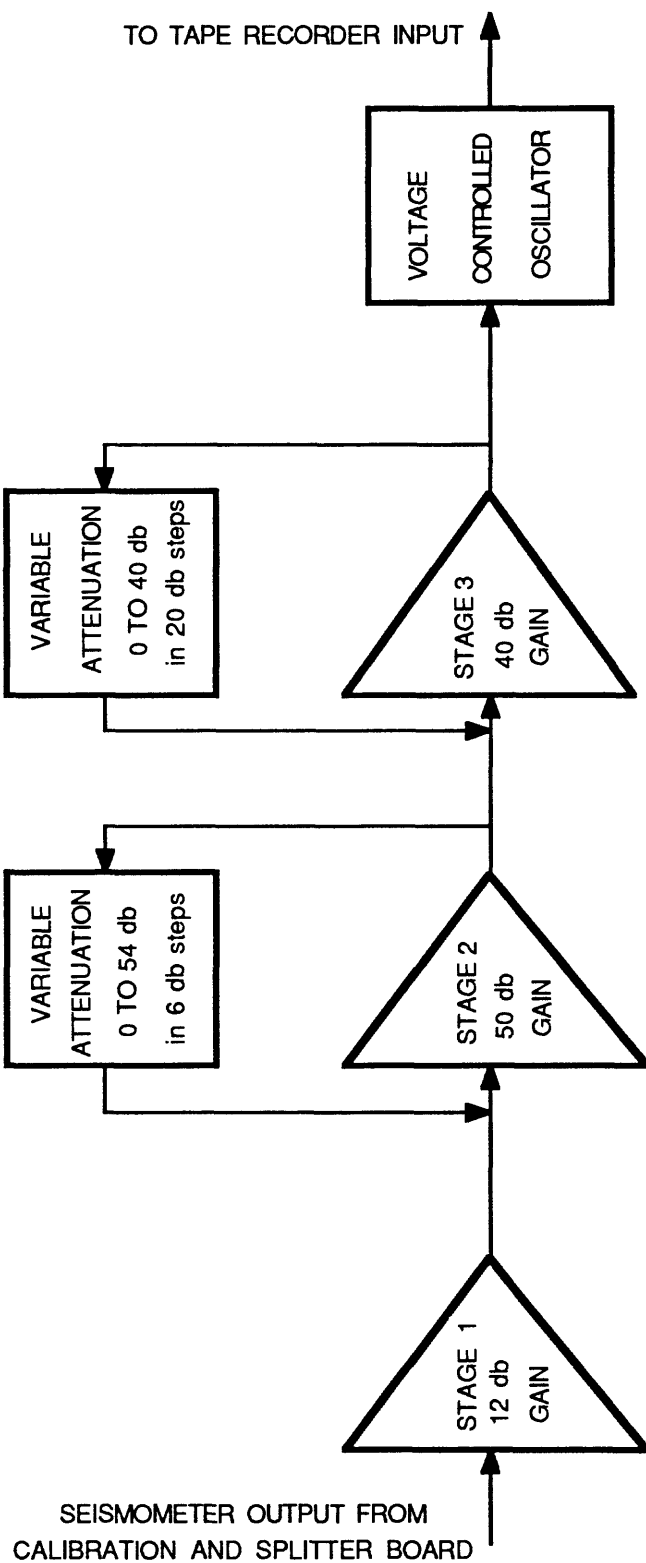 TO TAPE RECORDER INPUT
VOLTAGE
CONTROLLED
OSCILLATOR
VARIABLE
ATTENUATION
0 TO 40 db
in 20 db steps
STAGE 3
40 db
GAIN
VARIABLE
ATTENUATION
0 TO 54 db
in 6 db steps
STAGE 2
50 db
GAIN
STAGE 1
12 db
GAIN
SEISMOMETER OUTPUT FROM
CALIBRATION AND SPLITTER BOARD